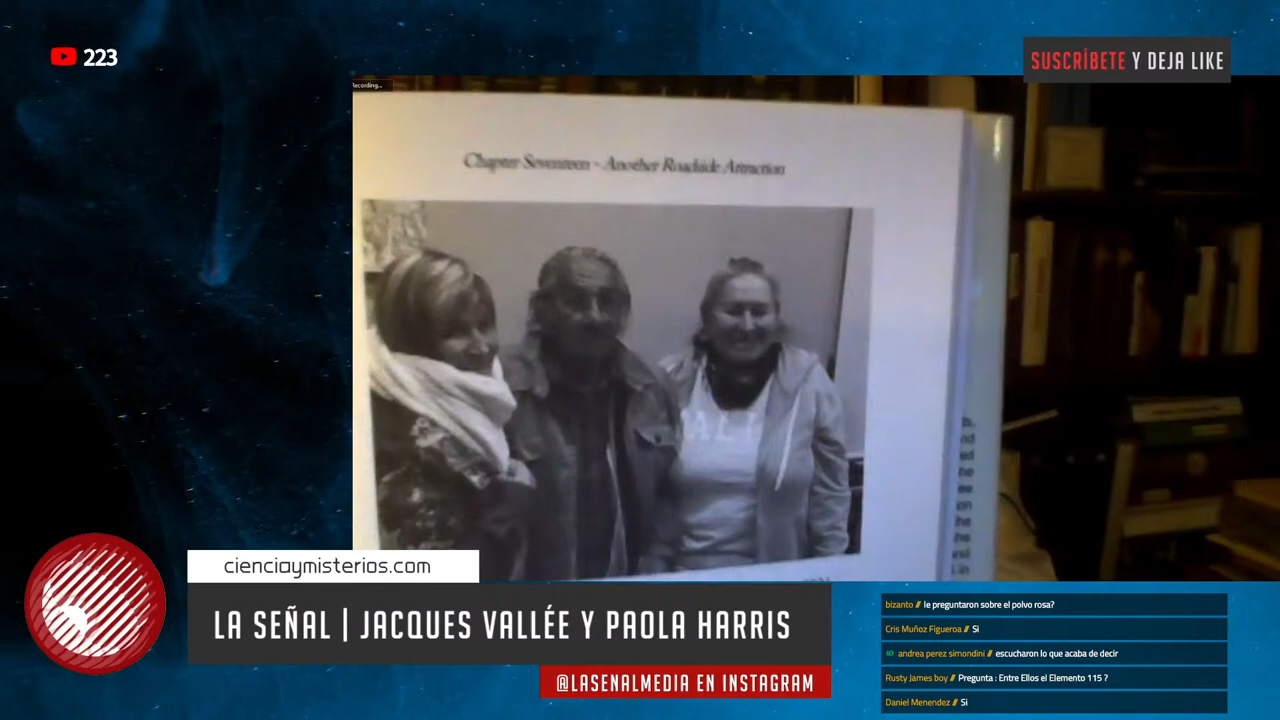 223
SUSCRÍBETE Y DEJA LIKE
Recording...
Chapter Seventeen ~ Another Roadside Attraction
ALI
cienciaymisterios.com
LA SEÑAL | JACQUES VALLÉE Y PAOLA HARRIS
@LASENALMEDIA EN INSTAGRAM
bizanto // le preguntaron sobre el polvo rosa?
Cris Muñoz Figueroa // Si
andrea perez simondini // escucharon lo que acaba de decir
Rusty James boy // Pregunta : Entre Ellos el Elemento 115 ?
Daniel Menendez // Si